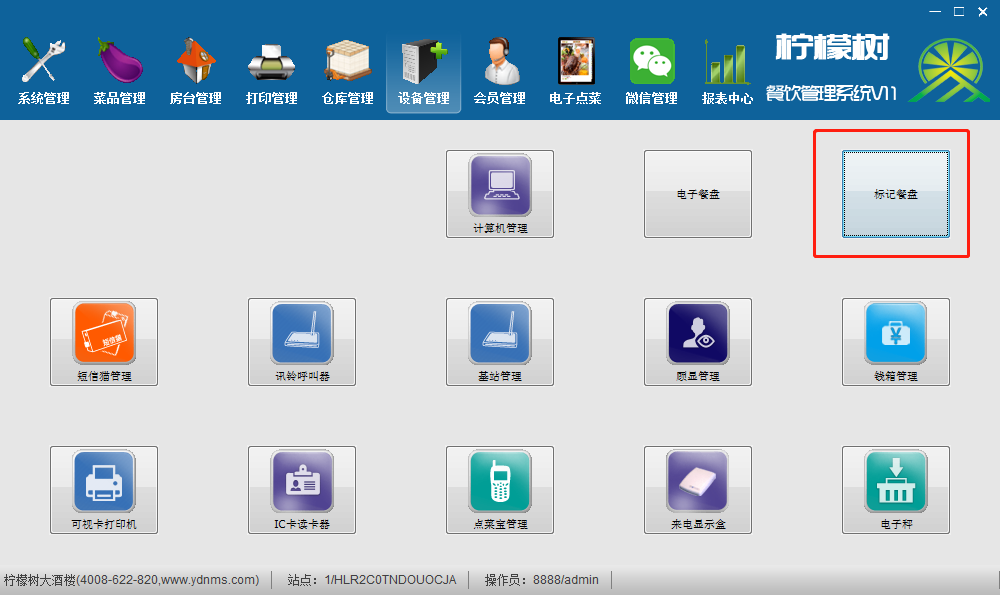 柠檬树
餐饮管理系统V11
系统管理
菜品管理
房台管理
打印管理
仓库管理
设备管理
会员管理
电子点菜
微信管理
报表中心
计算机管理
电子餐盘
标记餐盘
短信猫
短信猫管理
讯铃呼叫器
基站管理
顾显管理
¥
钱箱管理
可视卡打印机
IC卡读卡器
点菜宝管理
来电显示盒
电子秤
柠檬树大酒楼(4008-622-820,www.ydnms.com)
站点：1/HLR2C0TNDOUOCJA
操作员：8888/admin